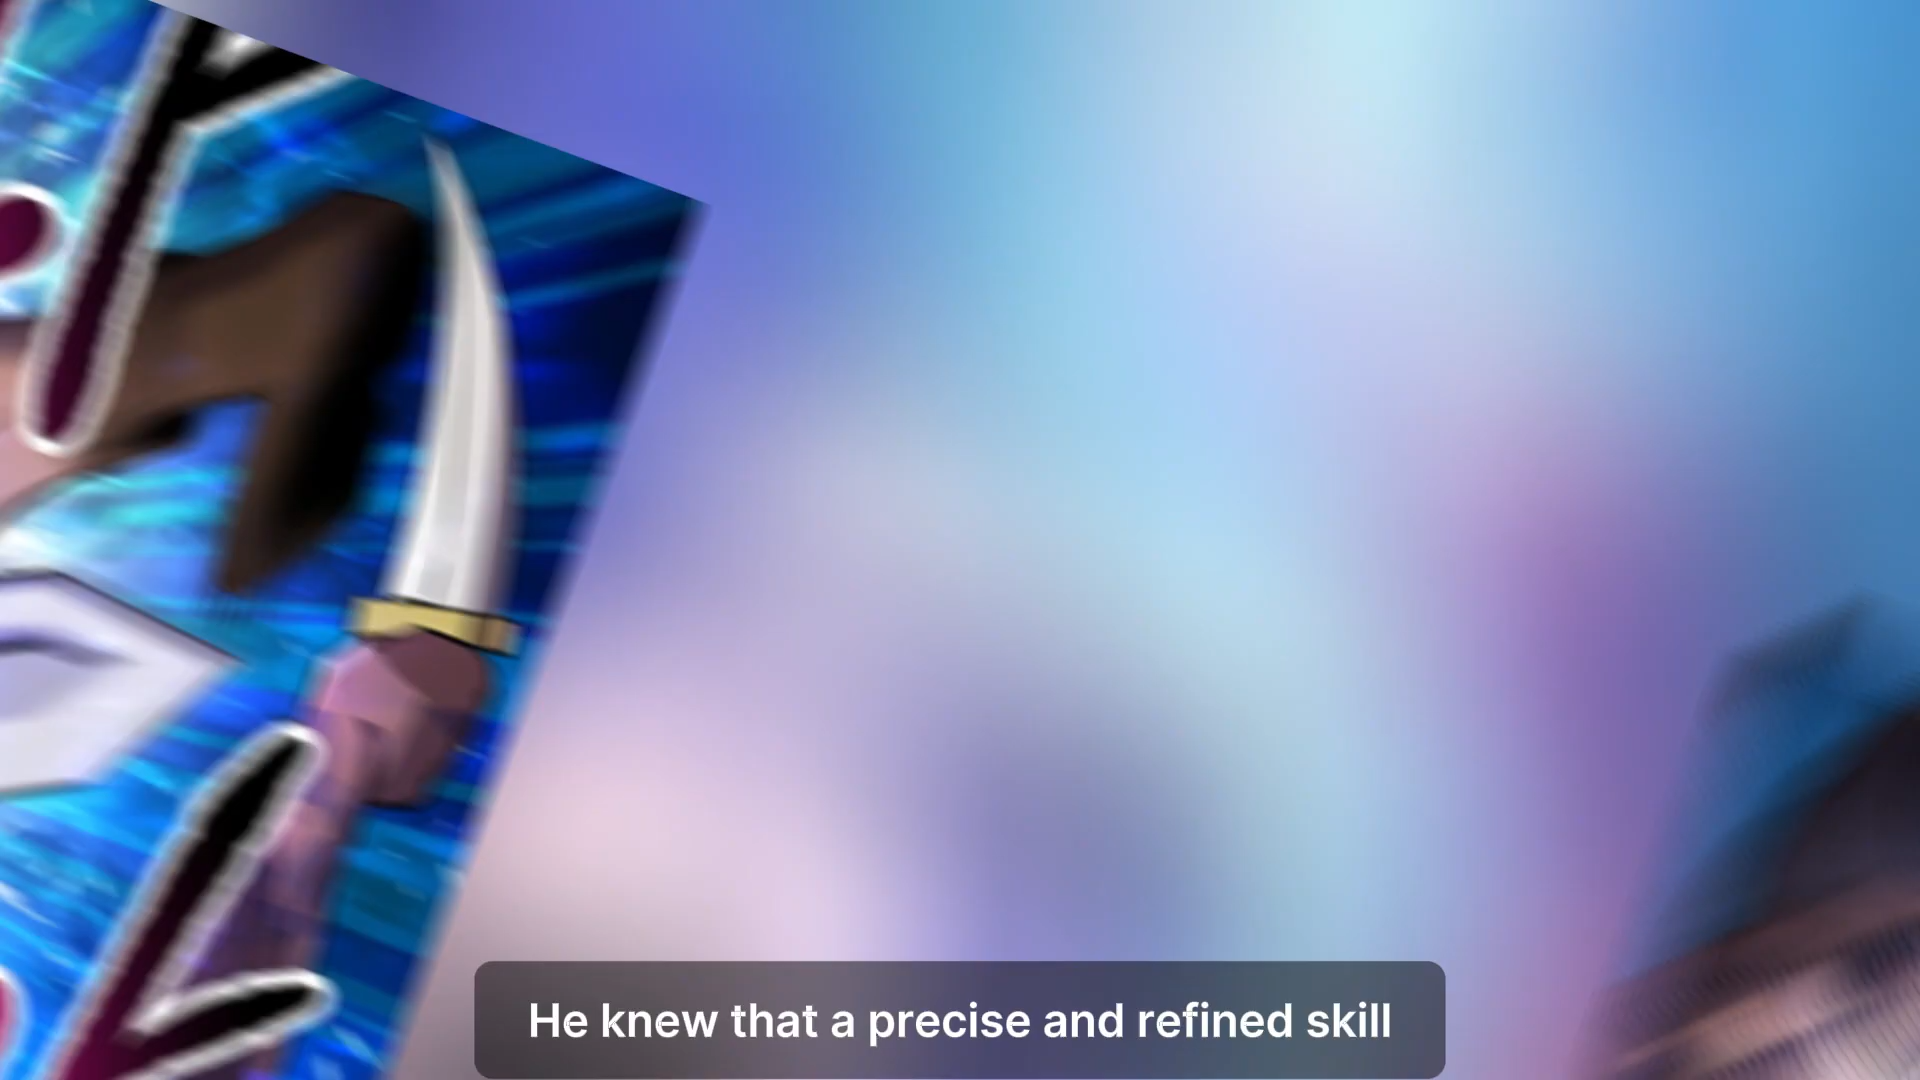 He knew that a precise and refined skill